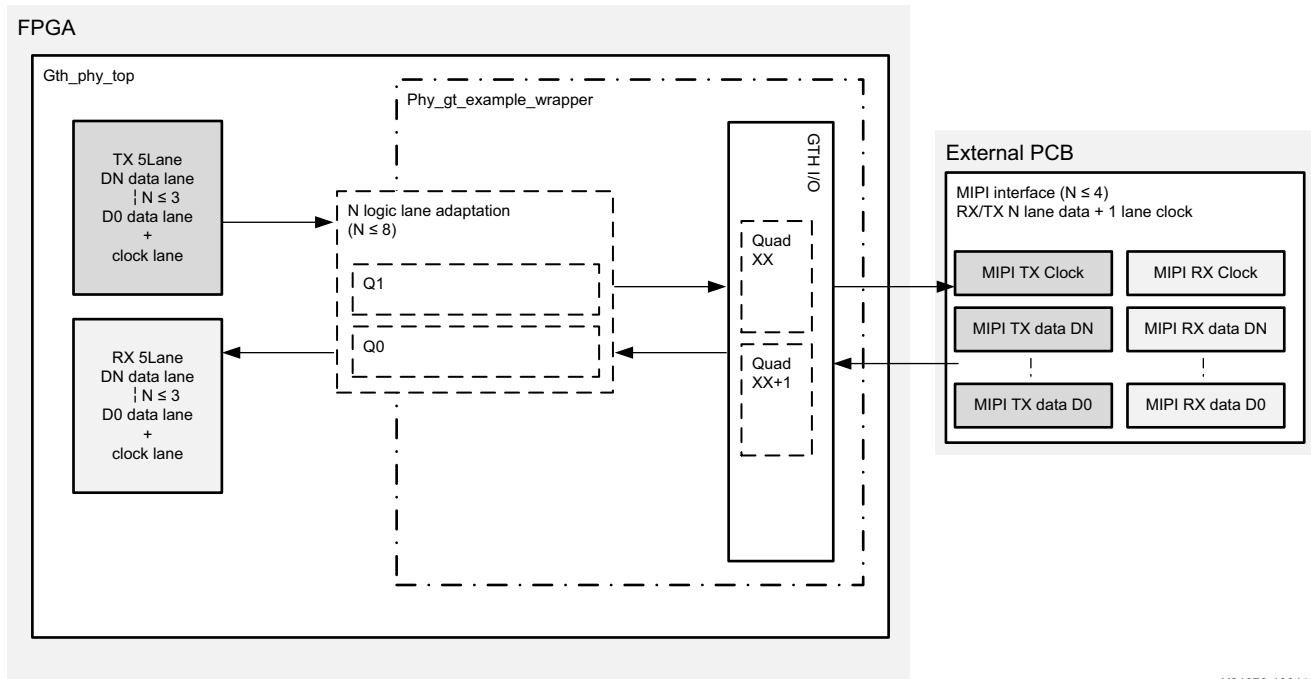 FPGA
Gth_phy_top
Phy_gt_example_wrapper
TX 5Lane
DN data lane
¦ N ≤ 3
D0 data lane
+
clock lane
RX 5Lane
DN data lane
¦ N ≤ 3
D0 data lane
+
clock lane
N logic lane adaptation
(N ≤ 8)
Q1
Q0
GTH I/O
Quad
XX
Quad
XX+1
External PCB
MIPI interface (N ≤ 4)
RX/TX N lane data + 1 lane clock
MIPI TX Clock
MIPI RX Clock
MIPI TX data DN
MIPI RX data DN
MIPI TX data D0
MIPI RX data D0